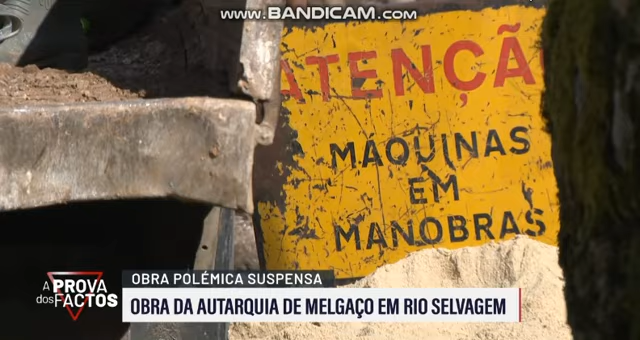 www.BANDICAM.com
ATENÇÃ
MÁQUINAS
EM
MANOBRAS
A PROVA
dos FACTOS
OBRA POLÉMICA SUSPENSA
OBRA DA AUTARQUIA DE MELGAÇO EM RIO SELVAGEM